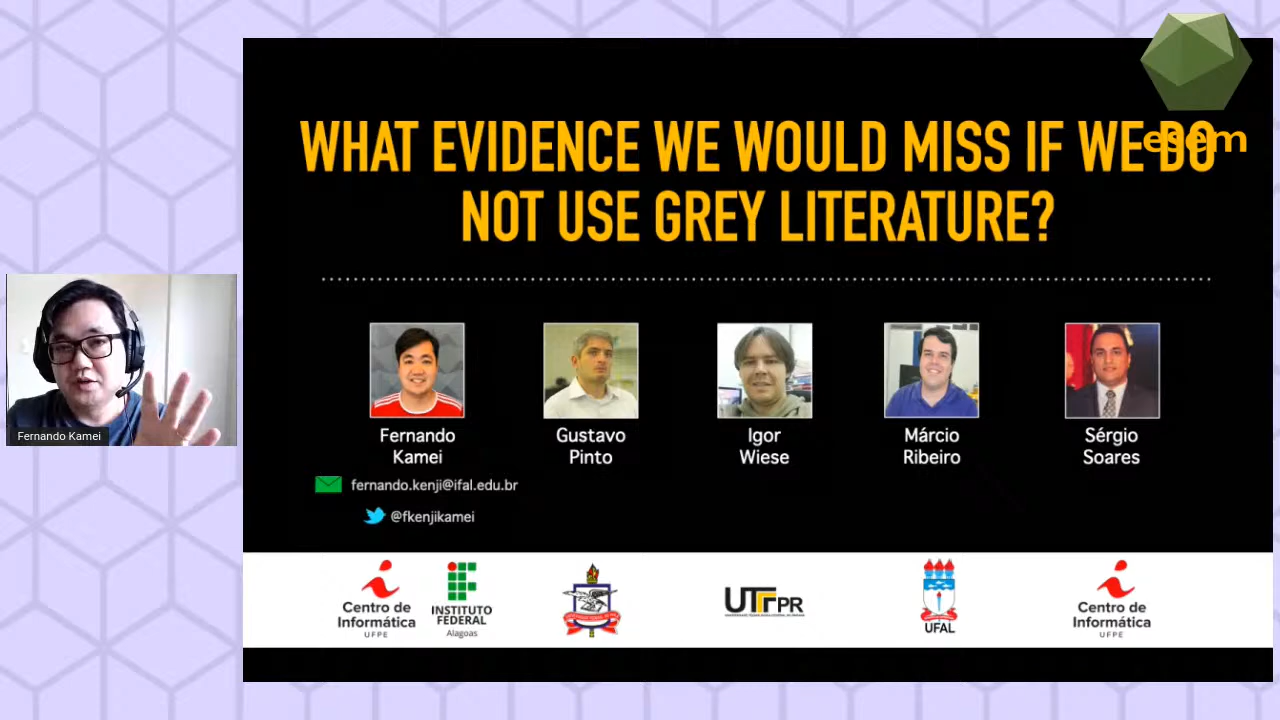 WHAT EVIDENCE WE WOULD MISS IF WE DO
NOT USE GREY LITERATURE?
esem
Fernando
Kamei
Gustavo
Pinto
Igor
Wiese
Márcio
Ribeiro
Sérgio
Soares
fernando.kenji@ifal.edu.br
@fkenjikamei
Fernando Kamei
Centro de
Informática
UFPE
INSTITUTO
FEDERAL
Alagoas
UTFPR
UFAL
Centro de
Informática
UFPE